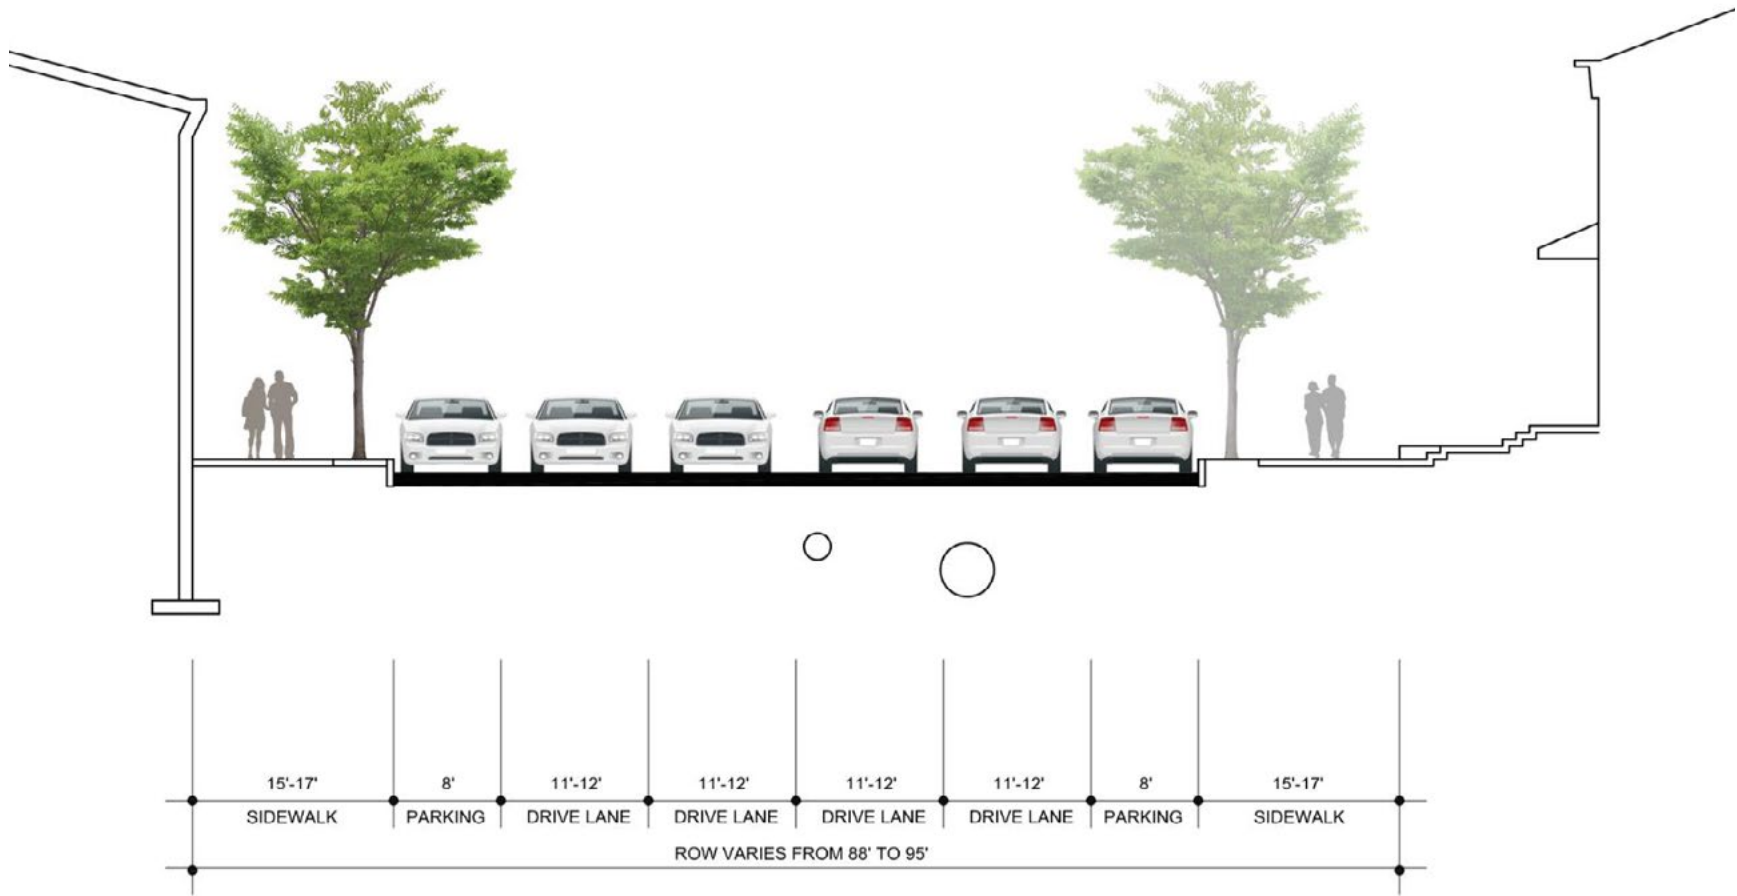 15'-17' 8' 11'-12' 11'-12' 11'-12' 11'-12' 8' 15'-17'
SIDEWALK PARKING DRIVE LANE DRIVE LANE DRIVE LANE DRIVE LANE PARKING SIDEWALK
ROW VARIES FROM 88' TO 95'